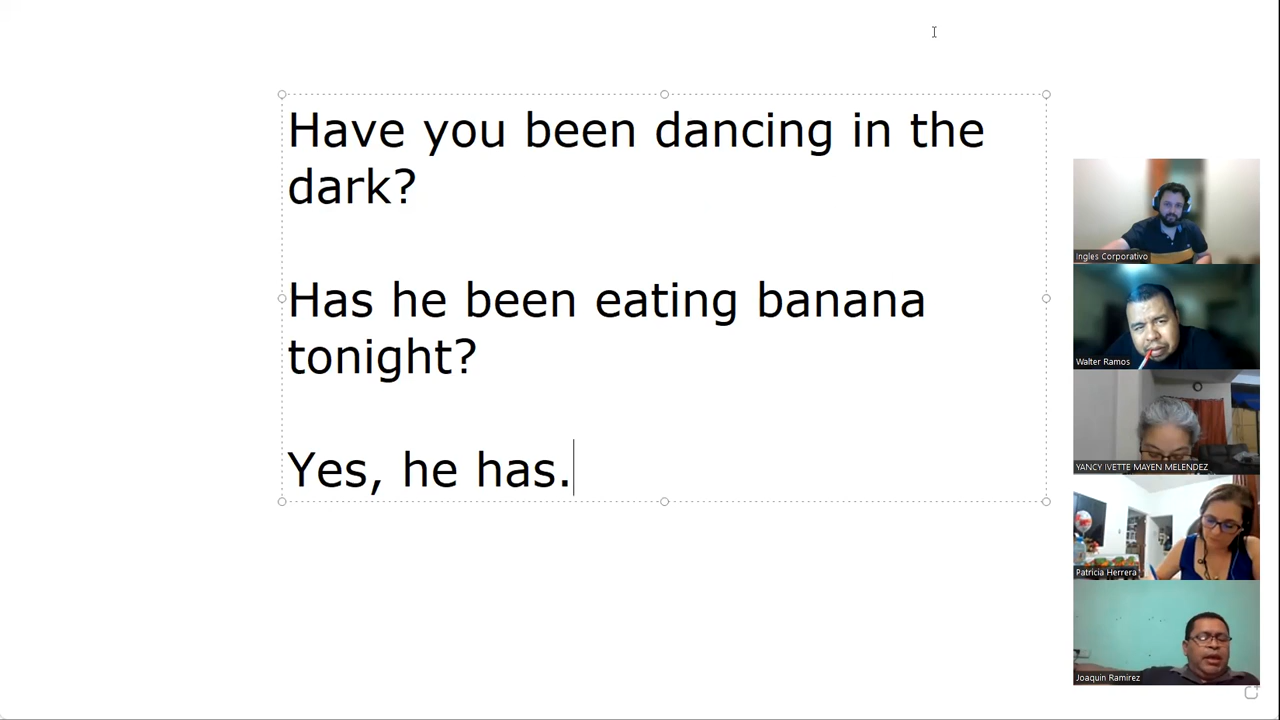 Have you been dancing in the
dark?
Has he been eating banana
tonight?
Yes, he has.
Ingles Corporativo
Walter Ramos
YANCY IVETTE MAYEN MELENDEZ
Patricia Herrera
Joaquin Ramirez